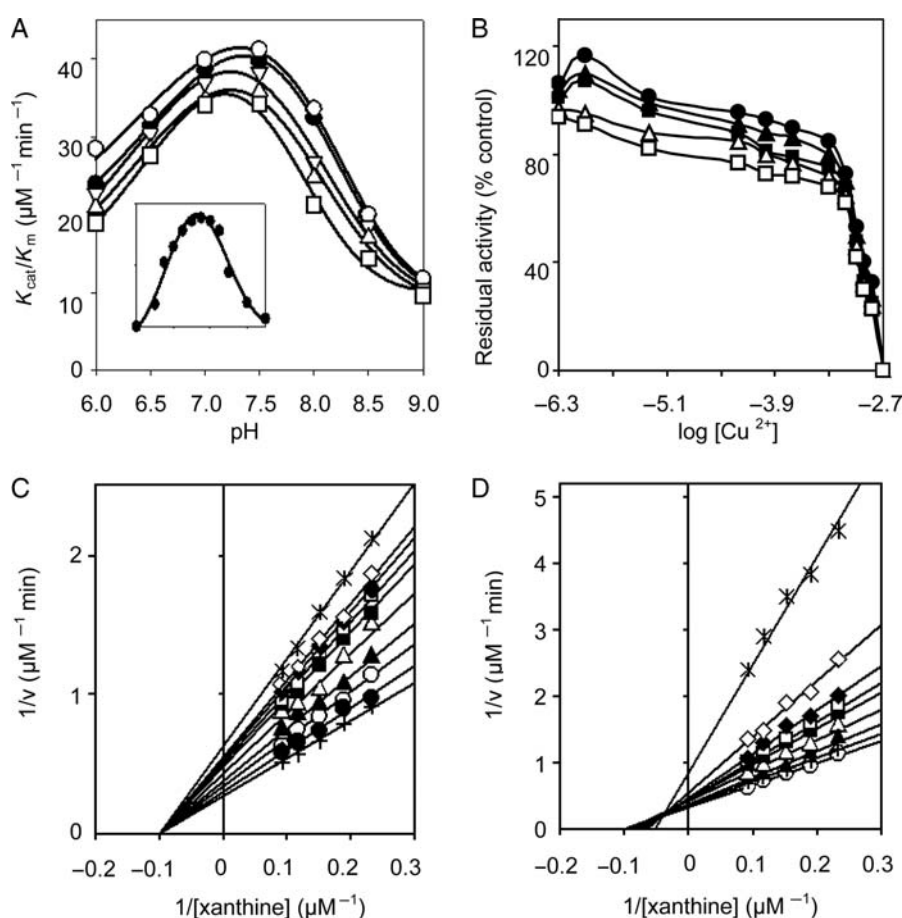 A
K cat/K m (µM −1 min −1)
40
30
20
10
0
6.0 6.5 7.0 7.5 8.0 8.5 9.0
pH
B
Residual activity (% control)
120
80
40
0
−6.3 −5.1 −3.9 −2.7
log [Cu 2+]
C
1/v (µM −1 min)
2
1
0
−0.2 −0.1 0 0.1 0.2 0.3
1/[xanthine] (µM −1)
D
1/v (µM −1 min)
5
4
3
2
1
0
−0.2 −0.1 0 0.1 0.2 0.3
1/[xanthine] (µM −1)